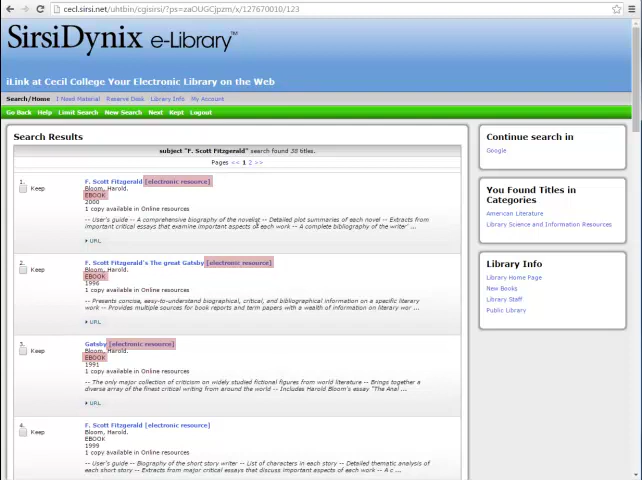 cecl.sirsi.net/uhtbin/cgisirsi/?ps=zaOUGCjpzm/x/127670010/123
SirsiDynix e-Library™
iLink at Cecil College Your Electronic Library on the Web
Search/Home I Need Material Reserve Desk Library Info My Account
Go Back Help Limit Search New Search Next Kept Logout
Search Results
subject "F. Scott Fitzgerald" search found 38 titles.
Pages << 1 2 >>
1.
Keep
F. Scott Fitzgerald [electronic resource]
Bloom, Harold.
EBOOK
2000
1 copy available in Online resources
-- User's guide -- A comprehensive biography of the novelist -- Detailed plot summaries of each novel -- Extracts from
important critical essays that examine important aspects of each work -- A complete bibliography of the writer' ...
URL
2.
Keep
F. Scott Fitzgerald's The great Gatsby [electronic resource]
Bloom, Harold.
EBOOK
1996
1 copy available in Online resources
-- Presents concise, easy-to-understand biographical, critical, and bibliographical information on a specific literary
work -- Provides multiple sources for book reports and term papers with a wealth of information on literary wor ...
URL
3.
Keep
Gatsby [electronic resource]
Bloom, Harold.
EBOOK
1991
1 copy available in Online resources
-- The only major collection of criticism on widely studied fictional figures from world literature -- Brings together a
diverse array of the finest critical writing from around the world -- Includes Harold Bloom's essay "The Anal ...
URL
4.
Keep
F. Scott Fitzgerald [electronic resource]
Bloom, Harold.
EBOOK
1999
1 copy available in Online resources
-- User's guide -- Biography of the short story writer -- List of characters in each story -- Detailed thematic analysis of
each short story -- Extracts from major critical essays that discuss important aspects of each work -- A c ...
Continue search in
Google
You Found Titles in
Categories
American Literature
Library Science and Information Resources
Library Info
Library Home Page
New Books
Library Staff
Public Library